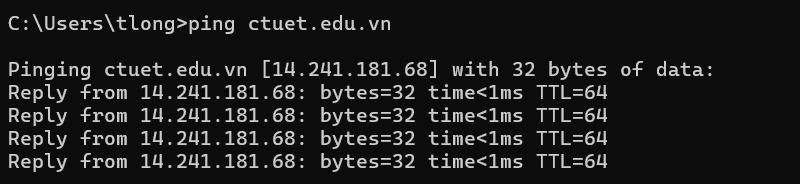 C:\Users\tlong>ping ctuet.edu.vn
Pinging ctuet.edu.vn [14.241.181.68] with 32 bytes of data:
Reply from 14.241.181.68: bytes=32 time<1ms TTL=64
Reply from 14.241.181.68: bytes=32 time<1ms TTL=64
Reply from 14.241.181.68: bytes=32 time<1ms TTL=64
Reply from 14.241.181.68: bytes=32 time<1ms TTL=64